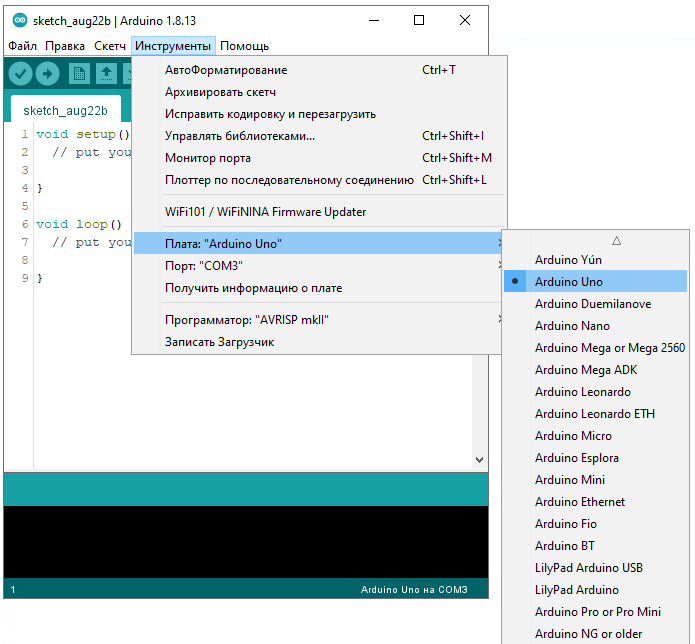 sketch_aug22b | Arduino 1.8.13
Файл Правка Скетч Инструменты Помощь
sketch_aug22b
1 void setup()
2 // put you
3
4 }
5
6 void loop()
7 // put you
8
9 }
АвтоФорматирование Ctrl+T
Архивировать скетч
Исправить кодировку и перезагрузить
Управлять библиотеками... Ctrl+Shift+I
Монитор порта Ctrl+Shift+M
Плоттер по последовательному соединению Ctrl+Shift+L
WiFi101 / WiFiNINA Firmware Updater
Плата: "Arduino Uno"
Порт: "COM3"
Получить информацию о плате
Программатор: "AVRISP mkII"
Записать Загрузчик
Arduino Yún
Arduino Uno
Arduino Duemilanove
Arduino Nano
Arduino Mega or Mega 2560
Arduino Mega ADK
Arduino Leonardo
Arduino Leonardo ETH
Arduino Micro
Arduino Esplora
Arduino Mini
Arduino Ethernet
Arduino Fio
Arduino BT
LilyPad Arduino USB
LilyPad Arduino
Arduino Pro or Pro Mini
Arduino NG or older
1 Arduino Uno на COM3